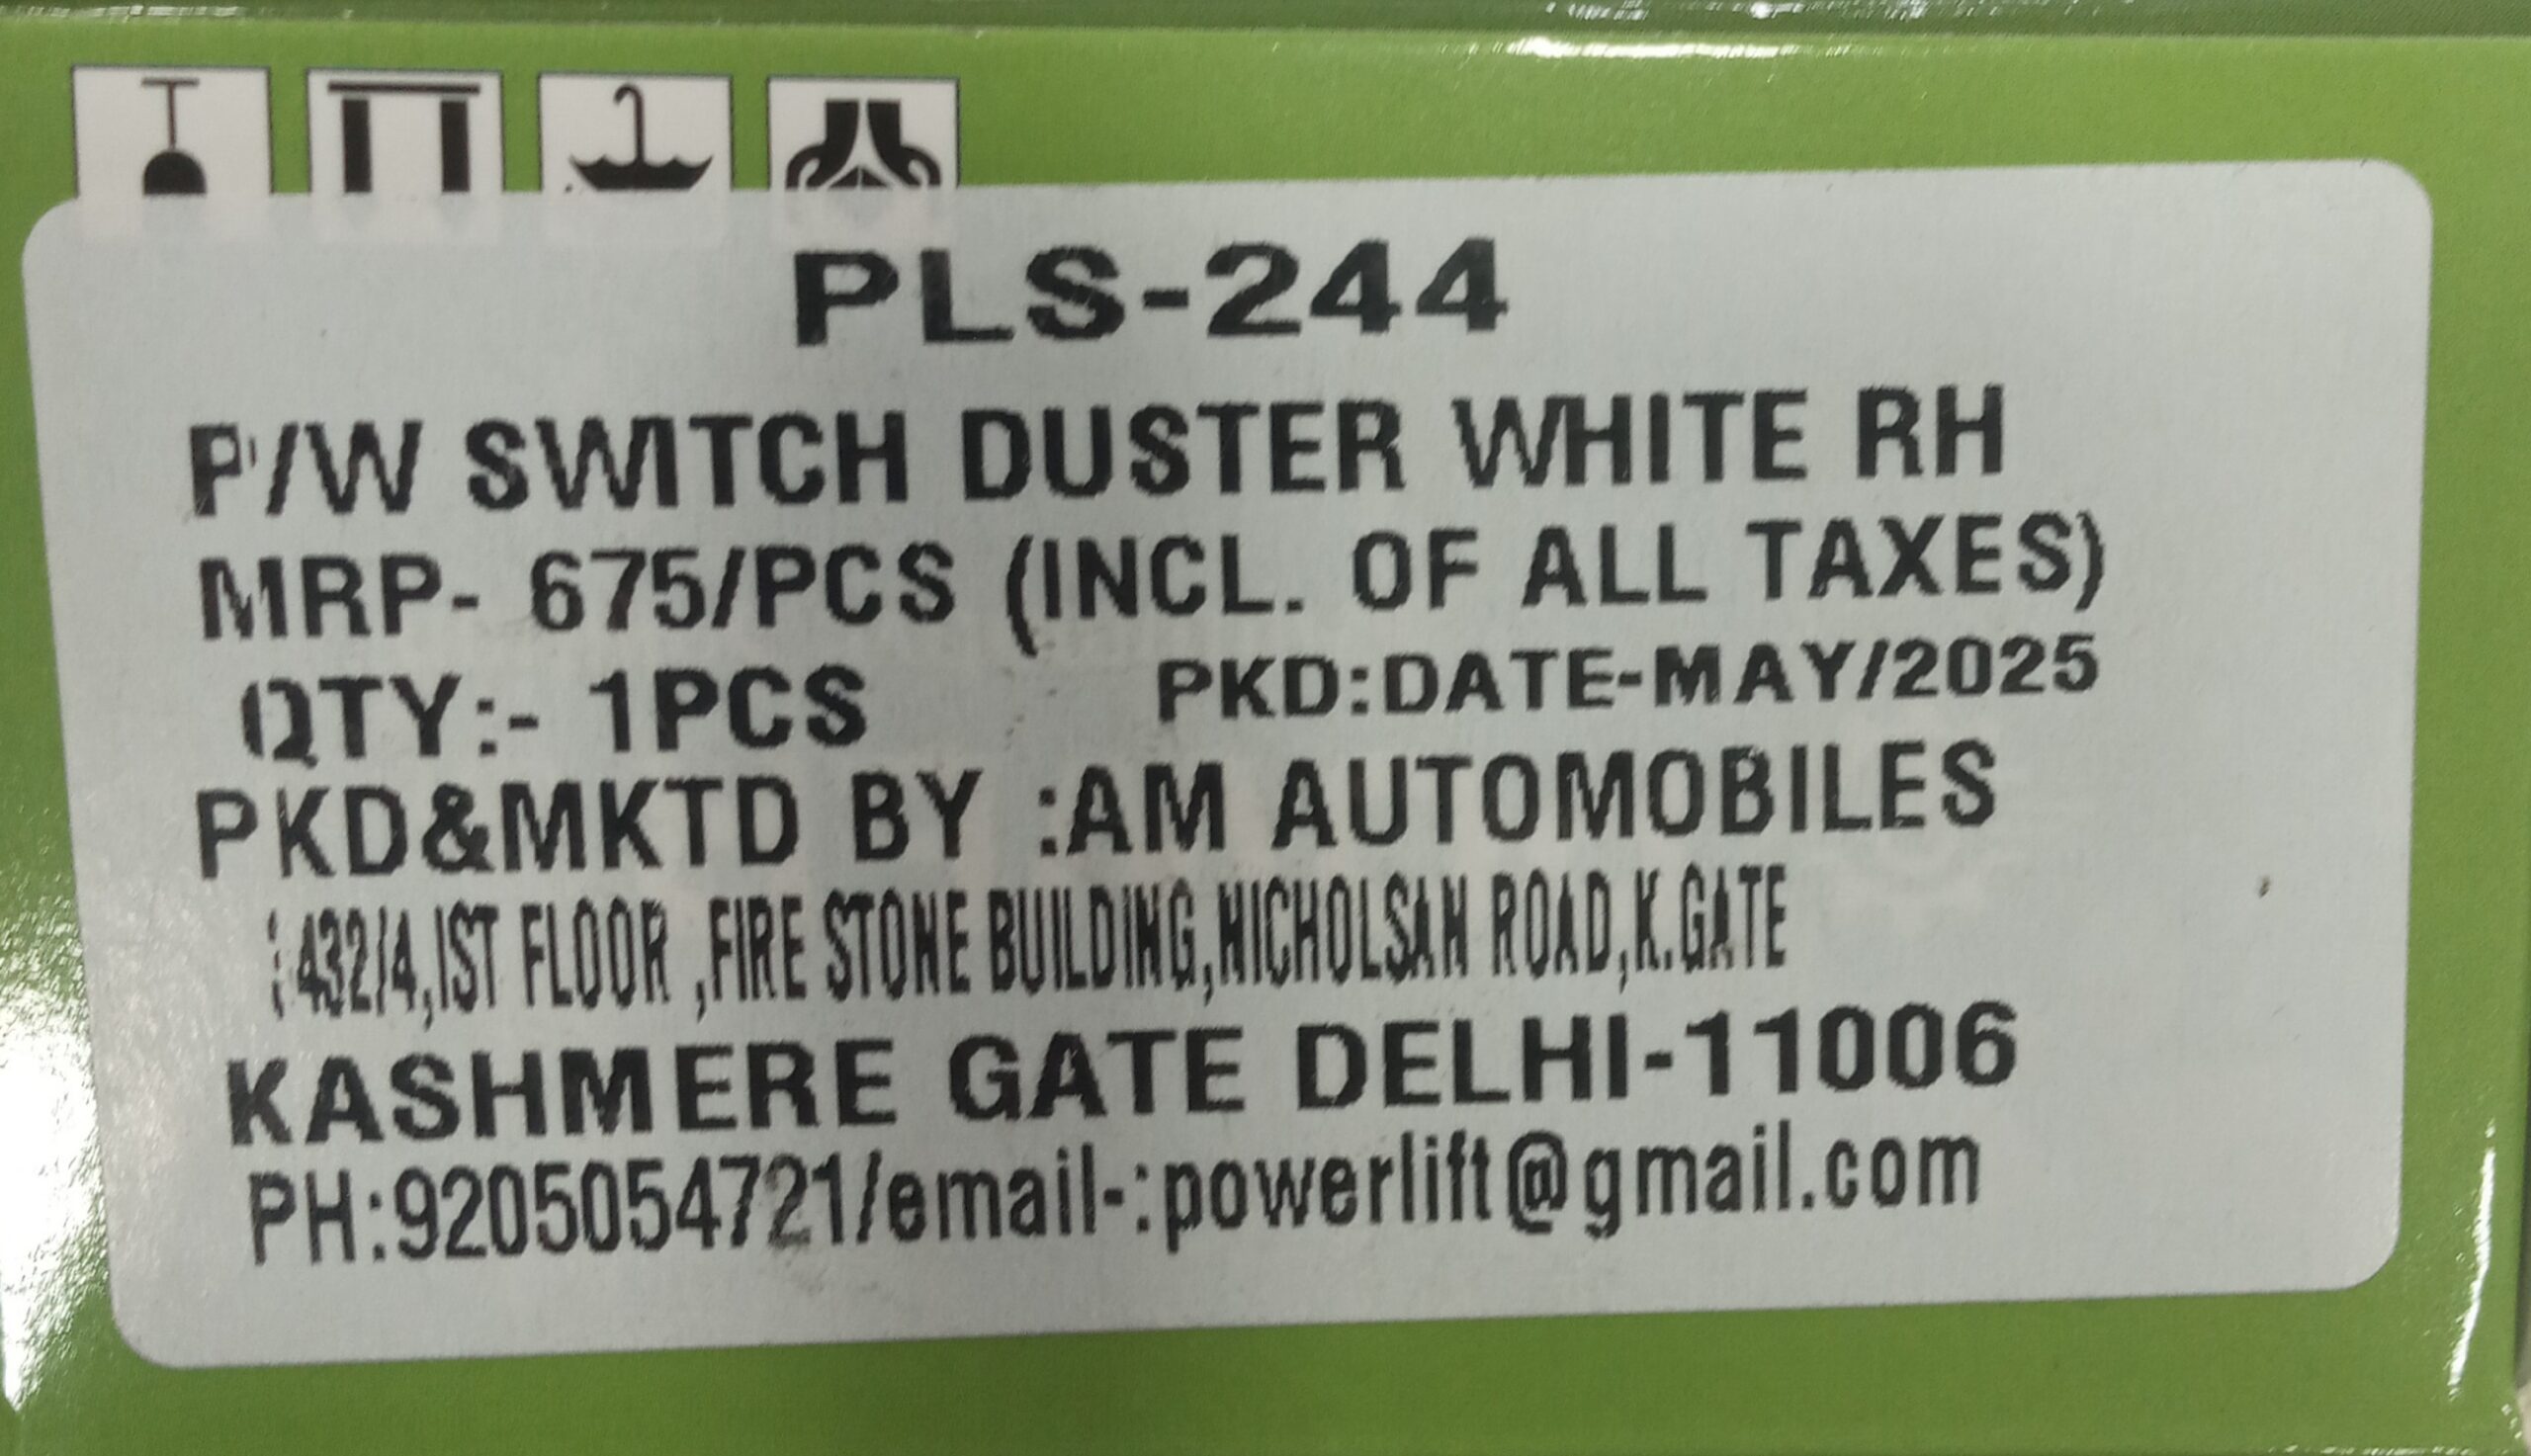 PLS-244
P/W SWITCH DUSTER WHITE RH
MRP- 675/PCS (INCL. OF ALL TAXES)
QTY:- 1PCS PKD:DATE-MAY/2025
PKD&MKTD BY :AM AUTOMOBILES
432/4,IST FLOOR ,FIRE STONE BUILDING,NICHOLSAN ROAD,K.GATE
KASHMERE GATE DELHI-11006
PH:9205054721/email-:powerlift@gmail.com